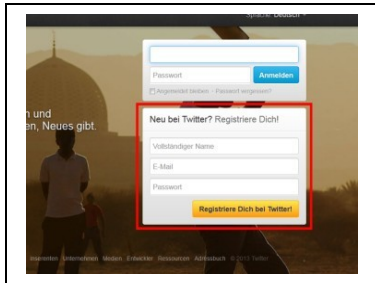 Sprache: Deutsch
Passwort
Anmelden
Angemeldet bleiben · Passwort vergessen?
n und
en, Neues gibt.
Neu bei Twitter? Registriere Dich!
Vollständiger Name
E-Mail
Passwort
Registriere Dich bei Twitter!
Unternehmen Medien Entwickler Ressourcen Adressbuch © 2013 Twitter